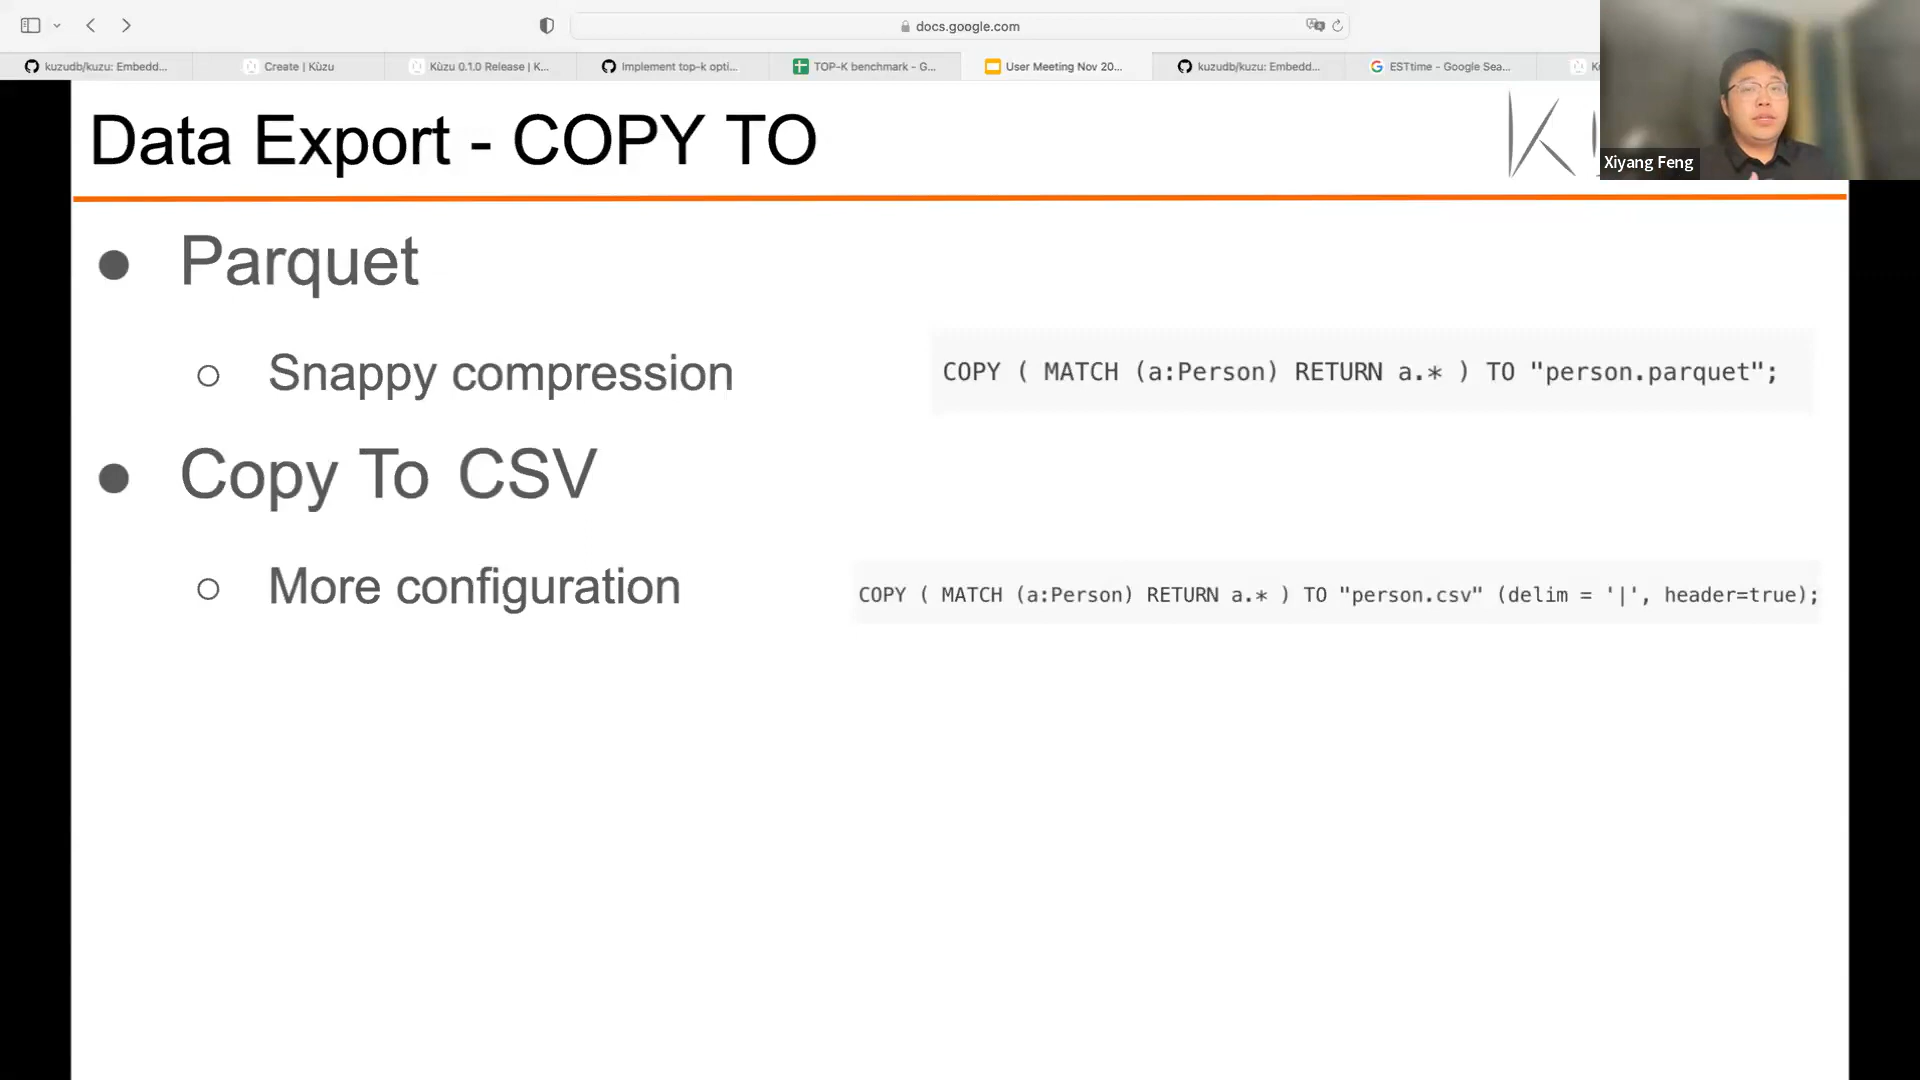 docs.google.com
kuzudb/kuzu: Embedd...
Create | Kùzu
Kùzu 0.1.0 Release | K...
Implement top-k opti...
TOP-K benchmark - G...
User Meeting Nov 20...
kuzudb/kuzu: Embedd...
ESTtime - Google Sea...
Data Export - COPY TO
Xiyang Feng
● Parquet
○ Snappy compression
COPY ( MATCH (a:Person) RETURN a.* ) TO "person.parquet";
● Copy To CSV
○ More configuration
COPY ( MATCH (a:Person) RETURN a.* ) TO "person.csv" (delim = '|', header=true);